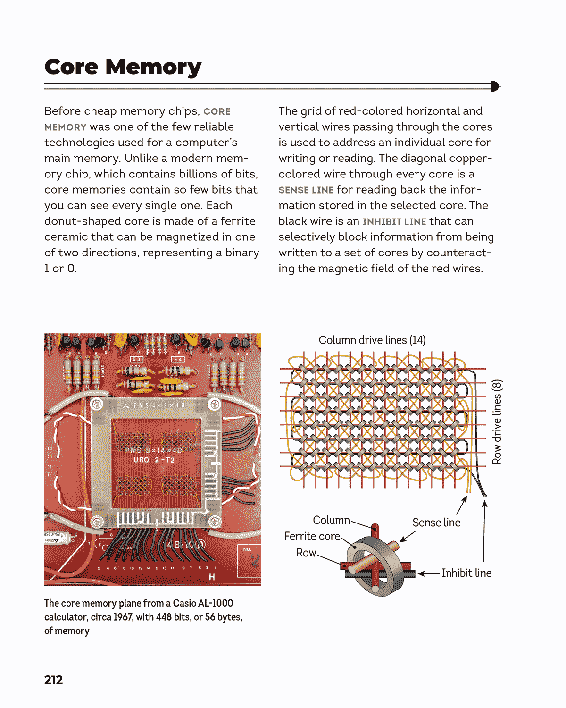 Core Memory
Before cheap memory chips, CORE
MEMORY was one of the few reliable
technologies used for a computer's
main memory. Unlike a modern mem-
ory chip, which contains billions of bits,
core memories contain so few bits that
you can see every single one. Each
donut-shaped core is made of a ferrite
ceramic that can be magnetized in one
of two directions, representing a binary
1 or 0.
The grid of red-colored horizontal and
vertical wires passing through the cores
is used to address an individual core for
writing or reading. The diagonal copper-
colored wire through every core is a
SENSE LINE for reading back the infor-
mation stored in the selected core. The
black wire is an INHIBIT LINE that can
selectively block information from being
written to a set of cores by counteract-
ing the magnetic field of the red wires.
Column drive lines (14)
Row drive lines (8)
Column
Sense line
Ferrite core
Row
Inhibit line
H
The core memory plane from a Casio AL-1000
calculator, circa 1967, with 448 bits, or 56 bytes,
of memory
212